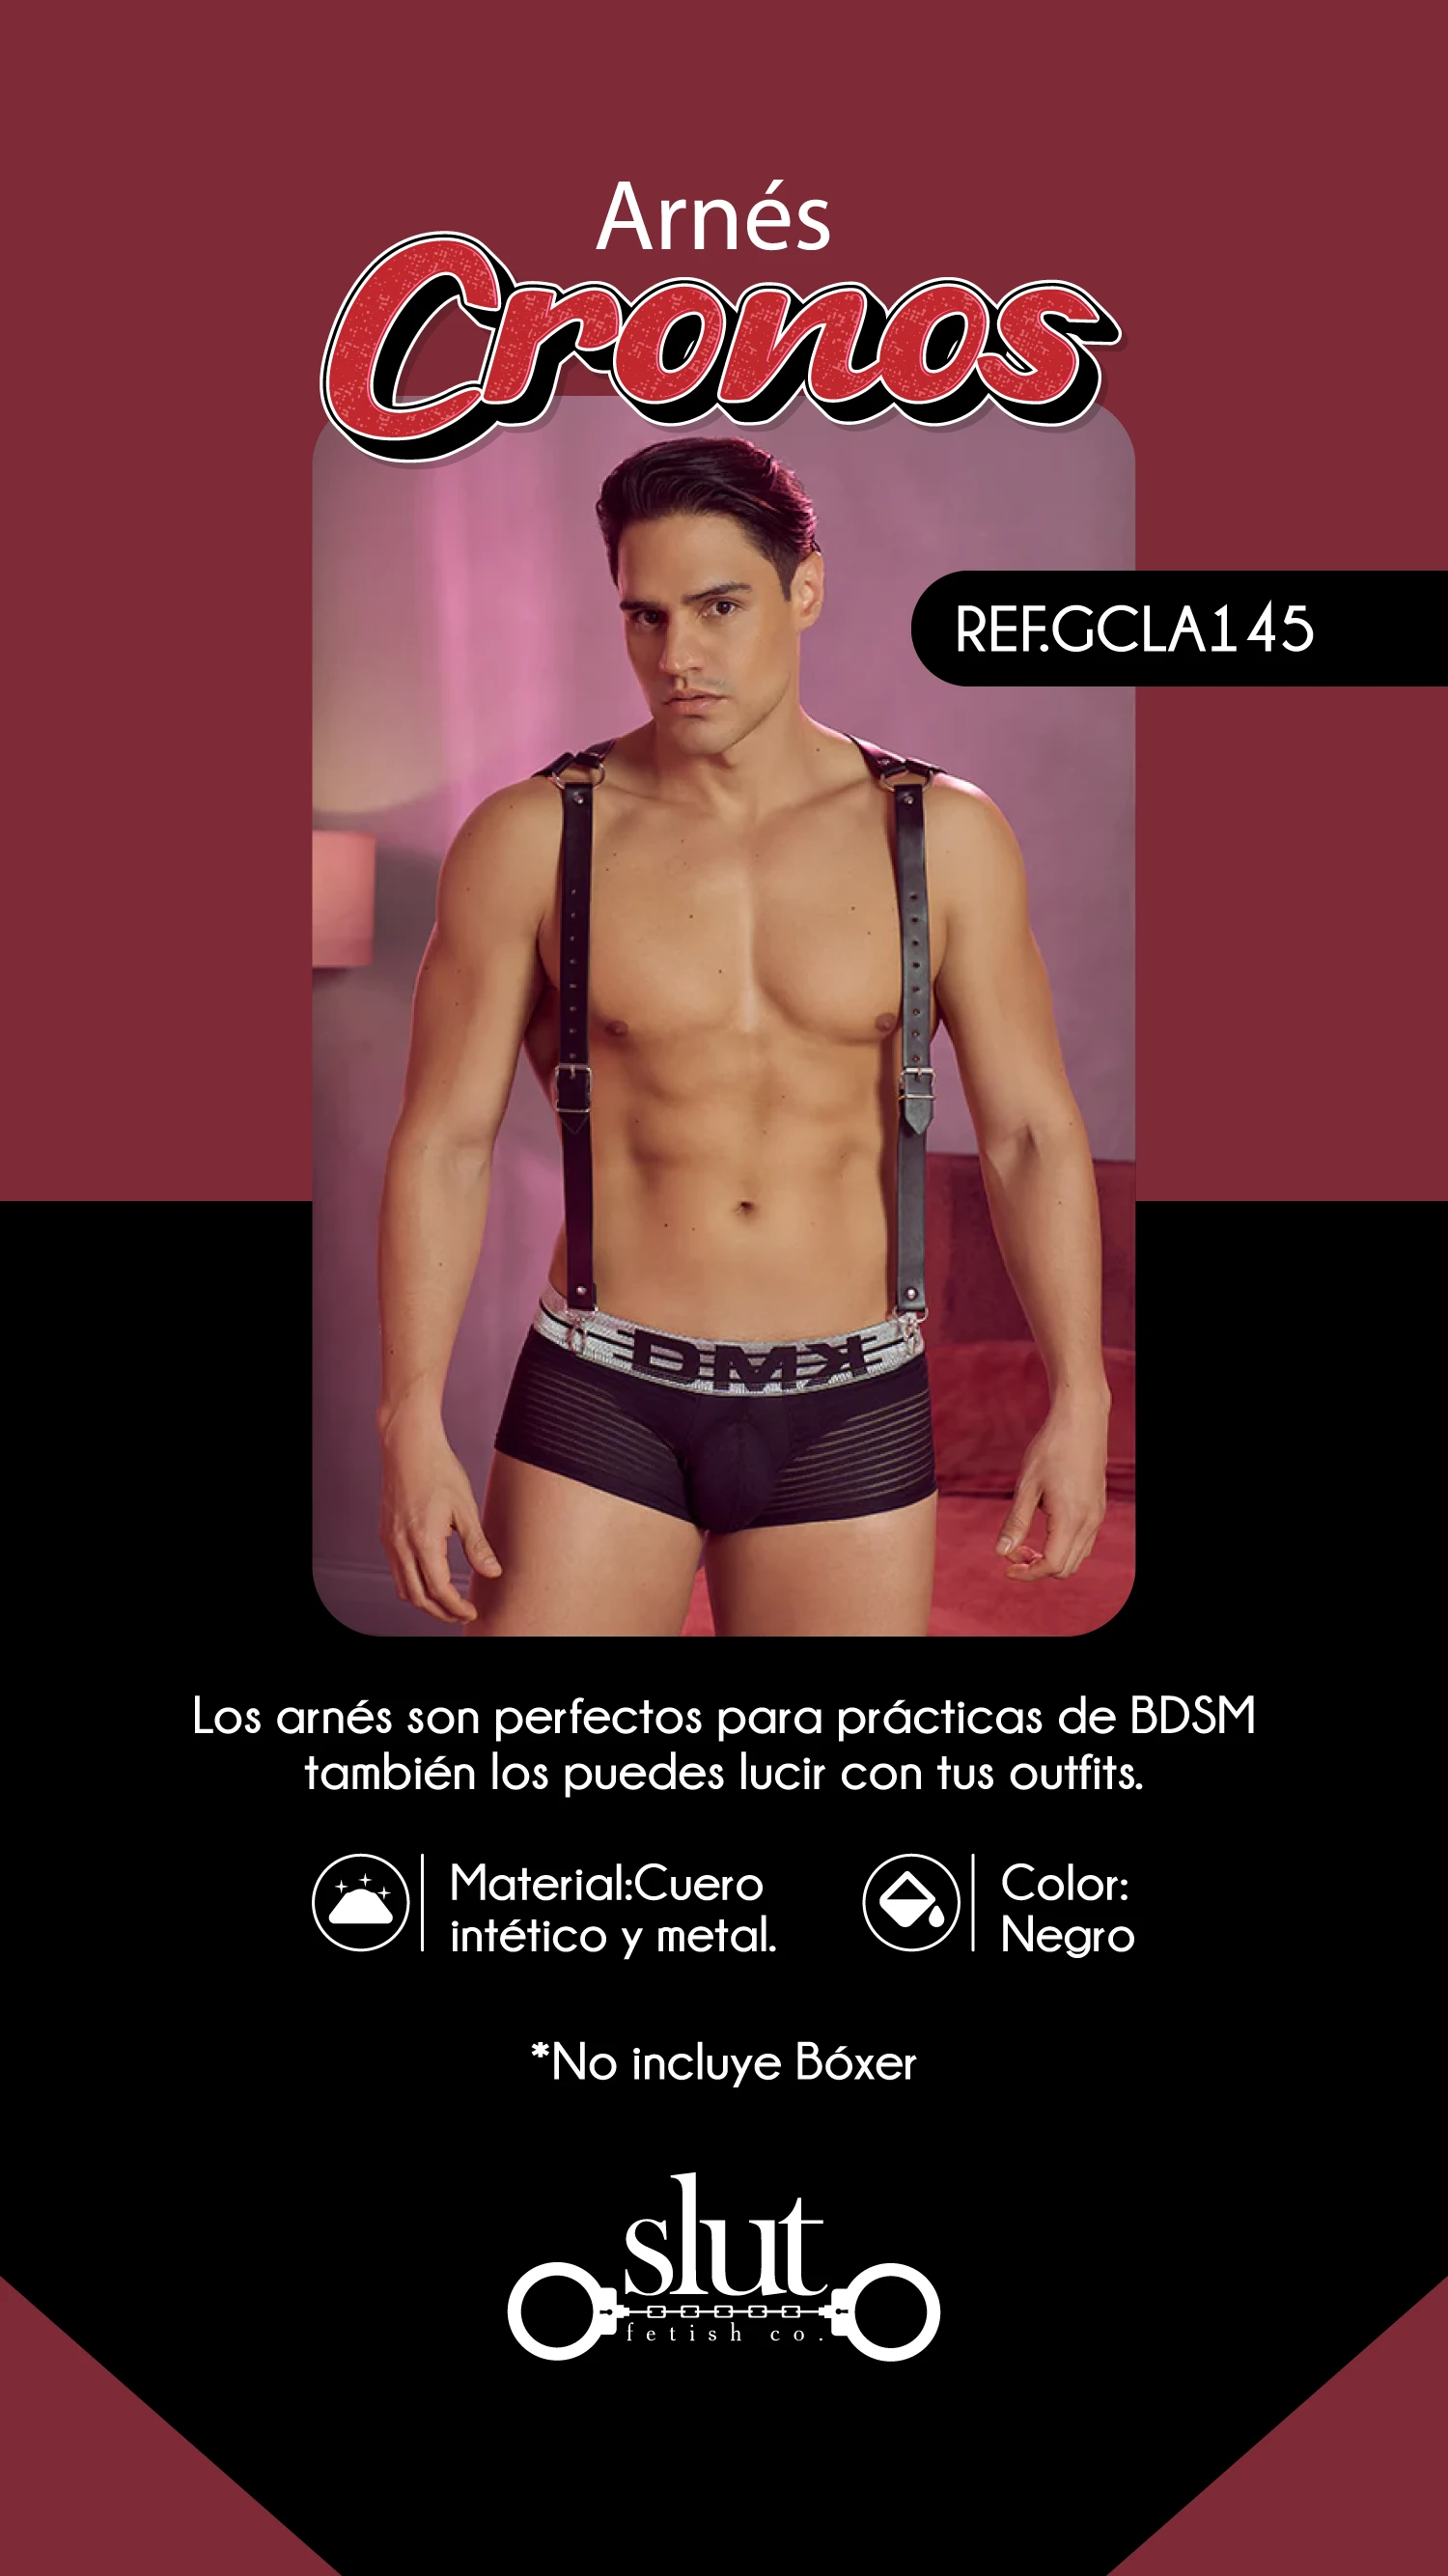 Arnés
Cronos
REF.GCLA145
DMX
Los arnés son perfectos para prácticas de BDSM
también los puedes lucir con tus outfits.
Material:Cuero
intético y metal.
Color:
Negro
*No incluye Bóxer
slut
fetish co.